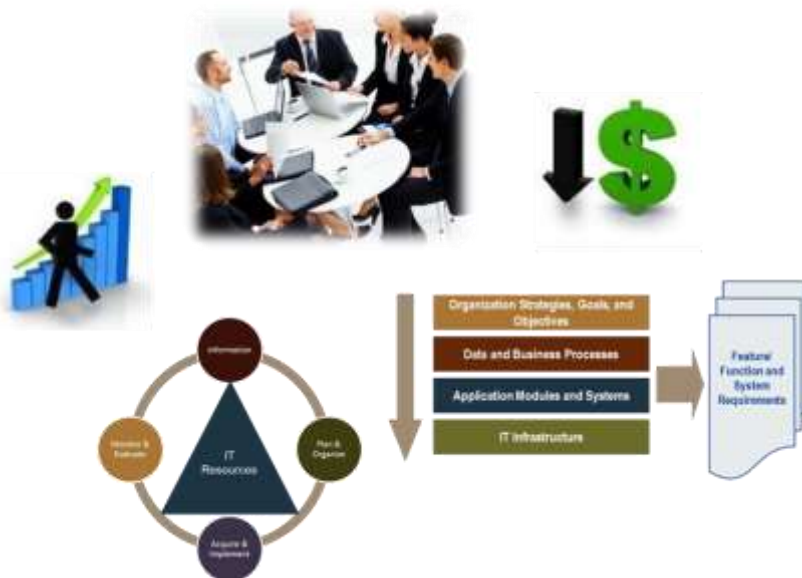 $
Organization Strategies, Goals, and
Objectives
Data and Business Processes
Application Modules and Systems
IT Infrastructure
Feature/
Function and
System
Requirements
Information
Monitor &
Evaluate
IT
Resources
Plan &
Organize
Acquire &
Implement